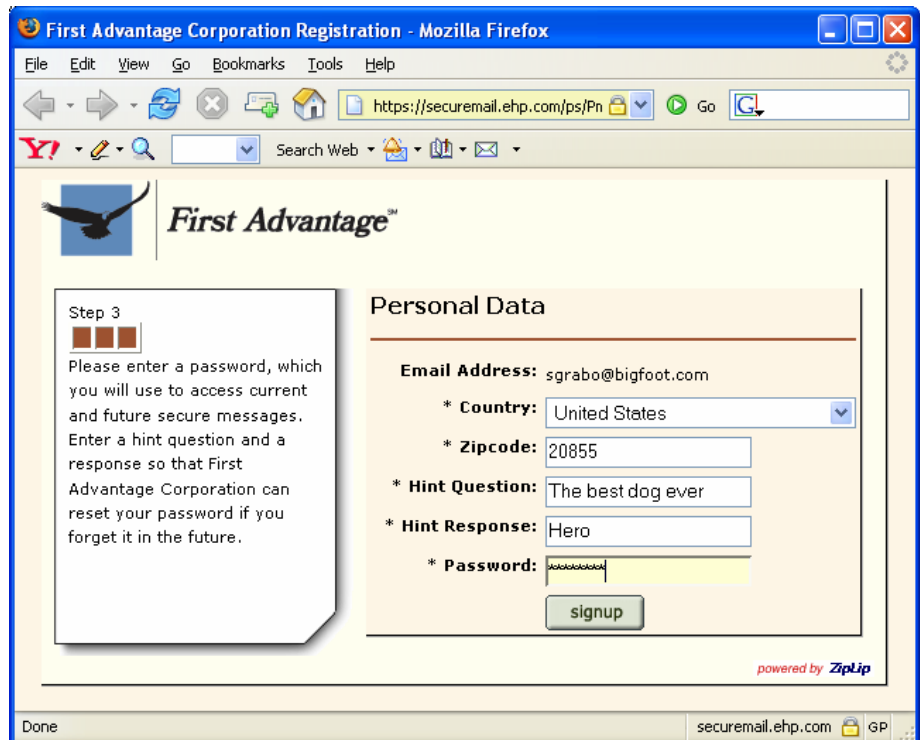 First Advantage Corporation Registration - Mozilla Firefox
File Edit View Go Bookmarks Tools Help
https://securemail.ehp.com/ps/Pn Go G
Y! Search Web
First Advantage℠
Step 3
Please enter a password, which
you will use to access current
and future secure messages.
Enter a hint question and a
response so that First
Advantage Corporation can
reset your password if you
forget it in the future.
Personal Data
Email Address: sgrabo@bigfoot.com
* Country: United States
* Zipcode: 20855
* Hint Question: The best dog ever
* Hint Response: Hero
* Password: *********
signup
powered by ZipLip
Done securemail.ehp.com GP